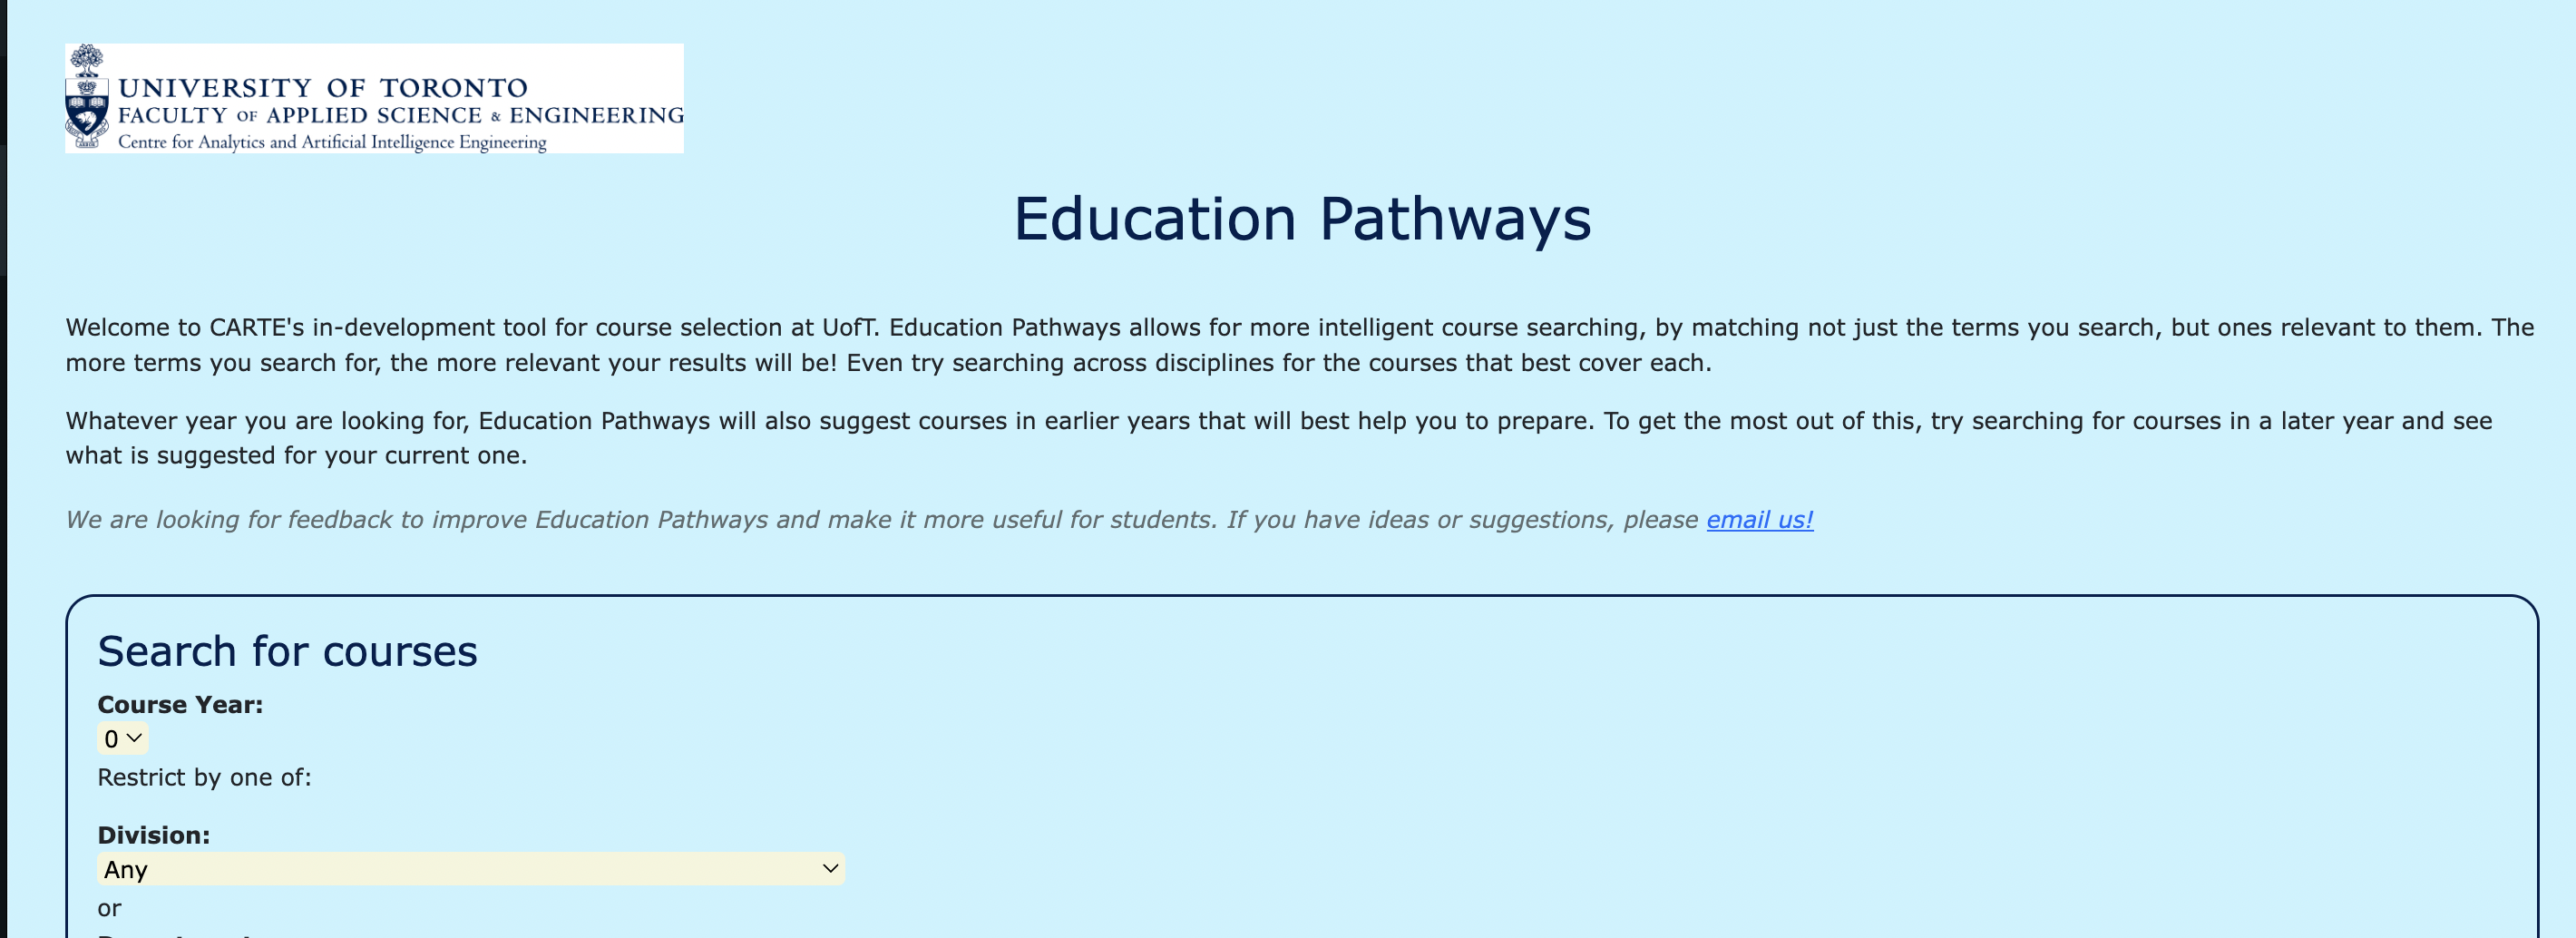 UNIVERSITY OF TORONTO
FACULTY OF APPLIED SCIENCE & ENGINEERING
Centre for Analytics and Artificial Intelligence Engineering
Education Pathways
Welcome to CARTE's in-development tool for course selection at UofT. Education Pathways allows for more intelligent course searching, by matching not just the terms you search, but ones relevant to them. The
more terms you search for, the more relevant your results will be! Even try searching across disciplines for the courses that best cover each.
Whatever year you are looking for, Education Pathways will also suggest courses in earlier years that will best help you to prepare. To get the most out of this, try searching for courses in a later year and see
what is suggested for your current one.
We are looking for feedback to improve Education Pathways and make it more useful for students. If you have ideas or suggestions, please email us!
Search for courses
Course Year:
0
Restrict by one of:
Division:
Any
or